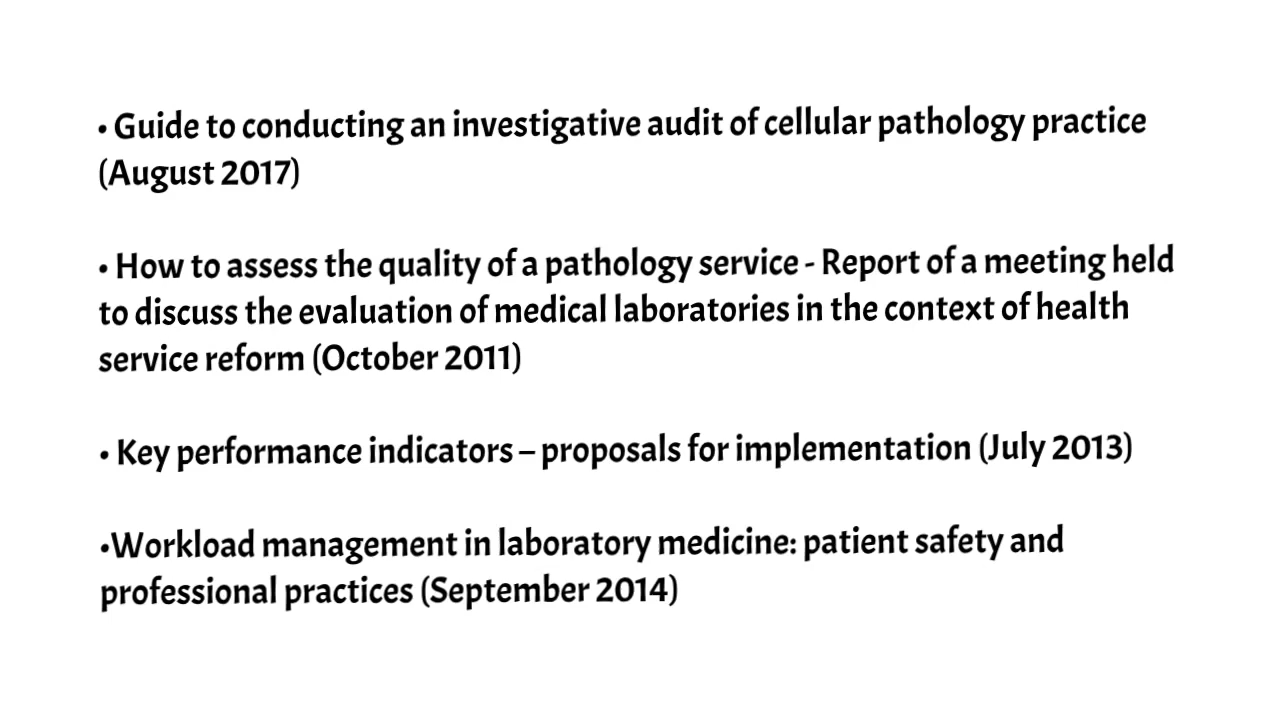 • Guide to conducting an investigative audit of cellular pathology practice
(August 2017)
• How to assess the quality of a pathology service - Report of a meeting held
to discuss the evaluation of medical laboratories in the context of health
service reform (October 2011)
• Key performance indicators – proposals for implementation (July 2013)
•Workload management in laboratory medicine: patient safety and
professional practices (September 2014)